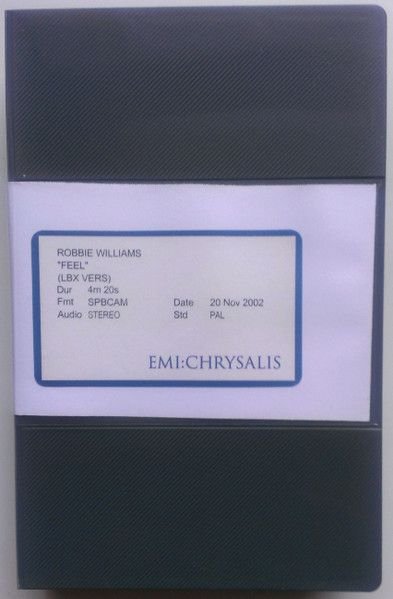 ROBBIE WILLIAMS
"FEEL"
(LBX VERS)
Dur 4m 20s
Fmt SPBCAM Date 20 Nov 2002
Audio STEREO Std PAL
EMI:CHRYSALIS